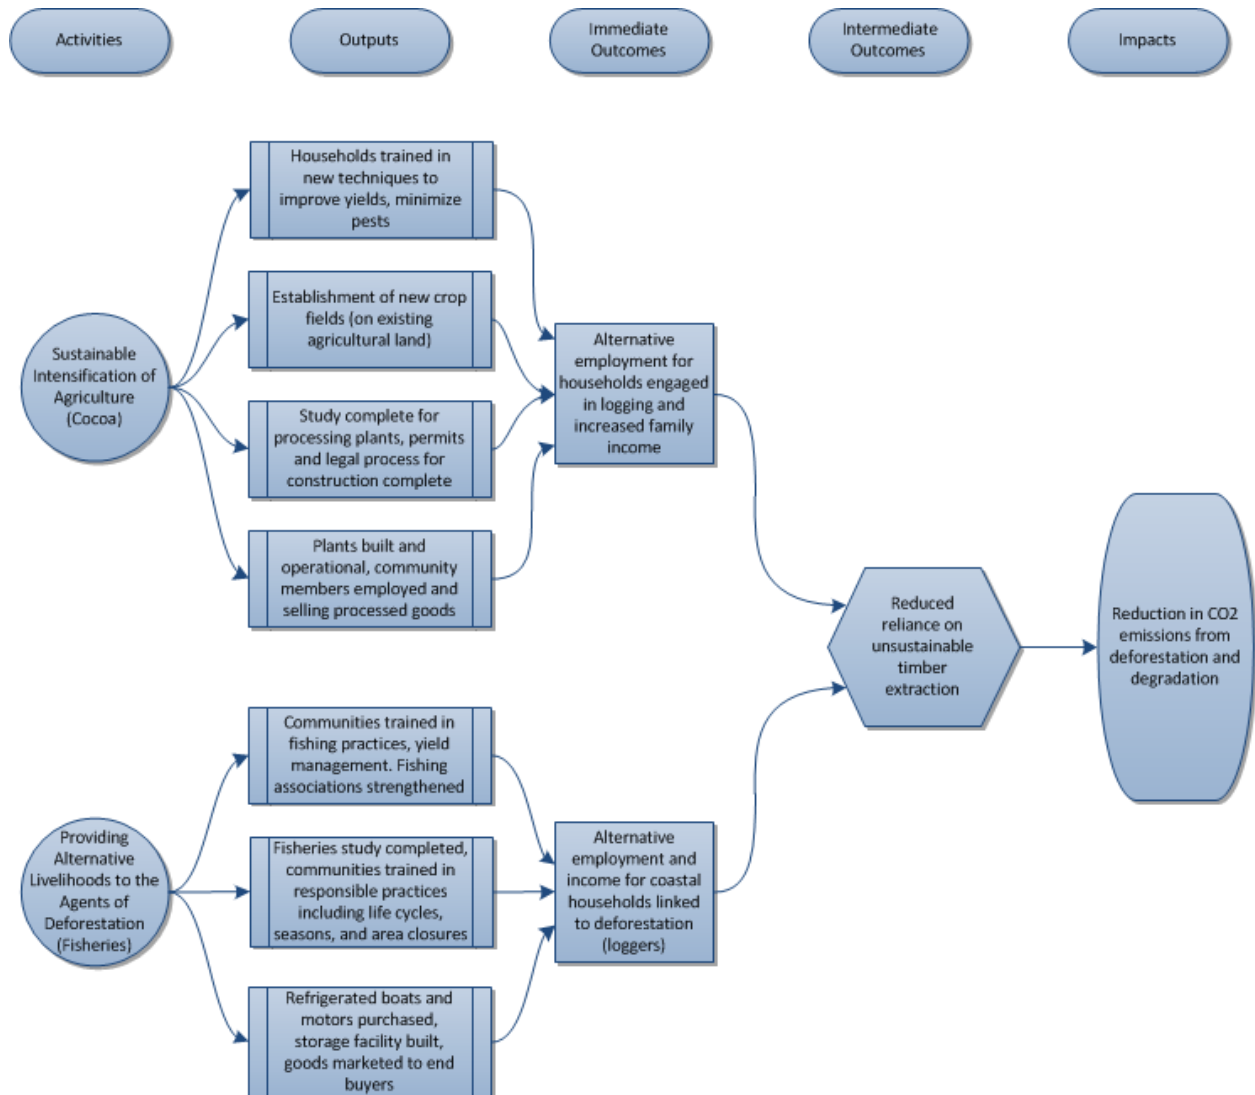 Activities
Outputs
Immediate
Outcomes
Intermediate
Outcomes
Impacts
Households trained in
new techniques to
improve yields, minimize
pests
Establishment of new crop
fields (on existing
agricultural land)
Sustainable
Intensification of
Agriculture
(Cocoa)
Study complete for
processing plants, permits
and legal process for
construction complete
Plants built and
operational, community
members employed and
selling processed goods
Alternative
employment for
households engaged
in logging and
increased family
income
Reduced
reliance on
unsustainable
timber
extraction
Reduction in CO2
emissions from
deforestation and
degradation
Communities trained in
fishing practices, yield
management. Fishing
associations strengthened
Providing
Alternative
Livelihoods to the
Agents of
Deforestation
(Fisheries)
Fisheries study completed,
communities trained in
responsible practices
including life cycles,
seasons, and area closures
Alternative
employment and
income for coastal
households linked
to deforestation
(loggers)
Refrigerated boats and
motors purchased,
storage facility built,
goods marketed to end
buyers